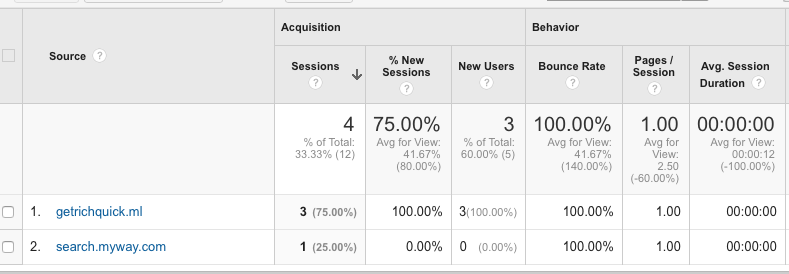 Acquisition Behavior
Source ? Sessions ? % New Sessions ? New Users ? Bounce Rate ? Pages / Session ? Avg. Session Duration ?
4 75.00% 3 100.00% 1.00 00:00:00
% of Total: 33.33% (12) Avg for View: 41.67% (80.00%) % of Total: 60.00% (5) Avg for View: 41.67% (140.00%) Avg for View: 2.50 (-60.00%) Avg for View: 00:00:12 (-100.00%)
1. getrichquick.ml 3 (75.00%) 100.00% 3(100.00%) 100.00% 1.00 00:00:00
2. search.myway.com 1 (25.00%) 0.00% 0 (0.00%) 100.00% 1.00 00:00:00